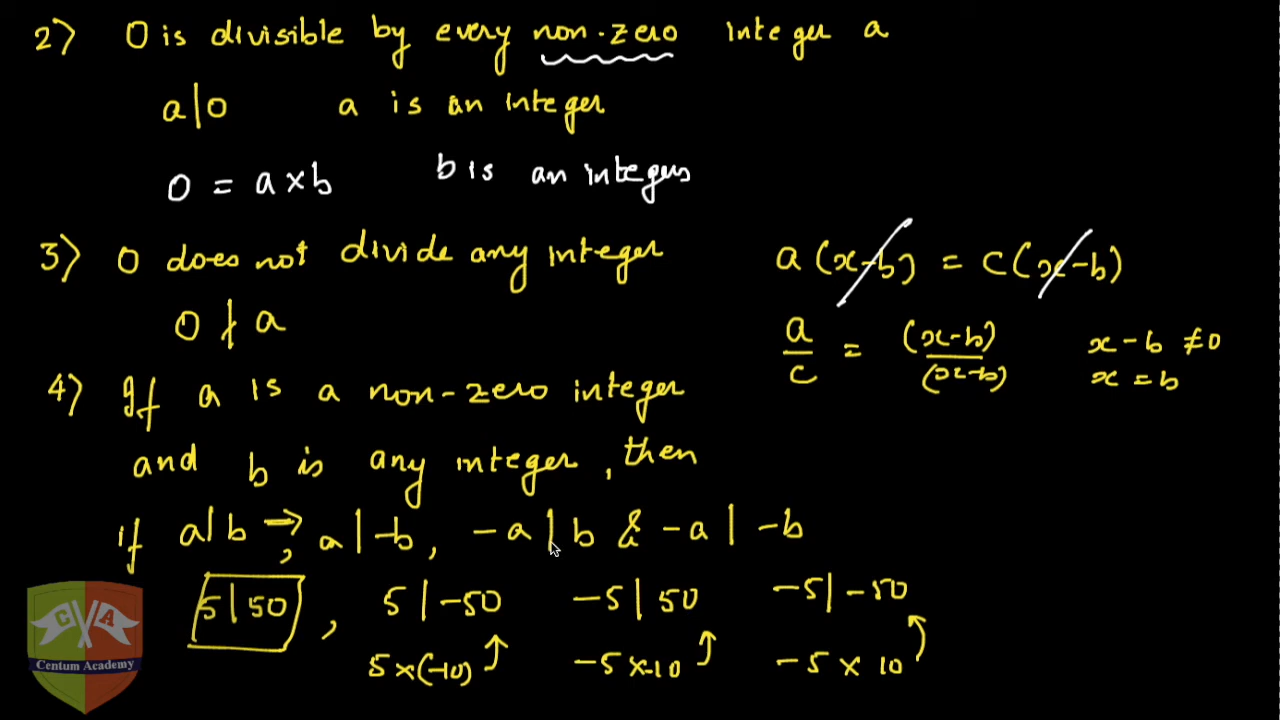 2) 0 is divisible by every non-zero integer a
a|0 a is an integer
0 = a×b b is an integers
3) 0 does not divide any integer
0 ∤ a
a(x-b) = c(x-b)
a/c = (x-b)/(x-b) x-b ≠0
x = b
4) If a is a non-zero integer
and b is any integer, then
if a|b →, a|-b, -a|b & -a|-b
5|50, 5|-50 -5|50 -5|-50
5×(-10) -5×-10 -5×10
C A
Centum Academy